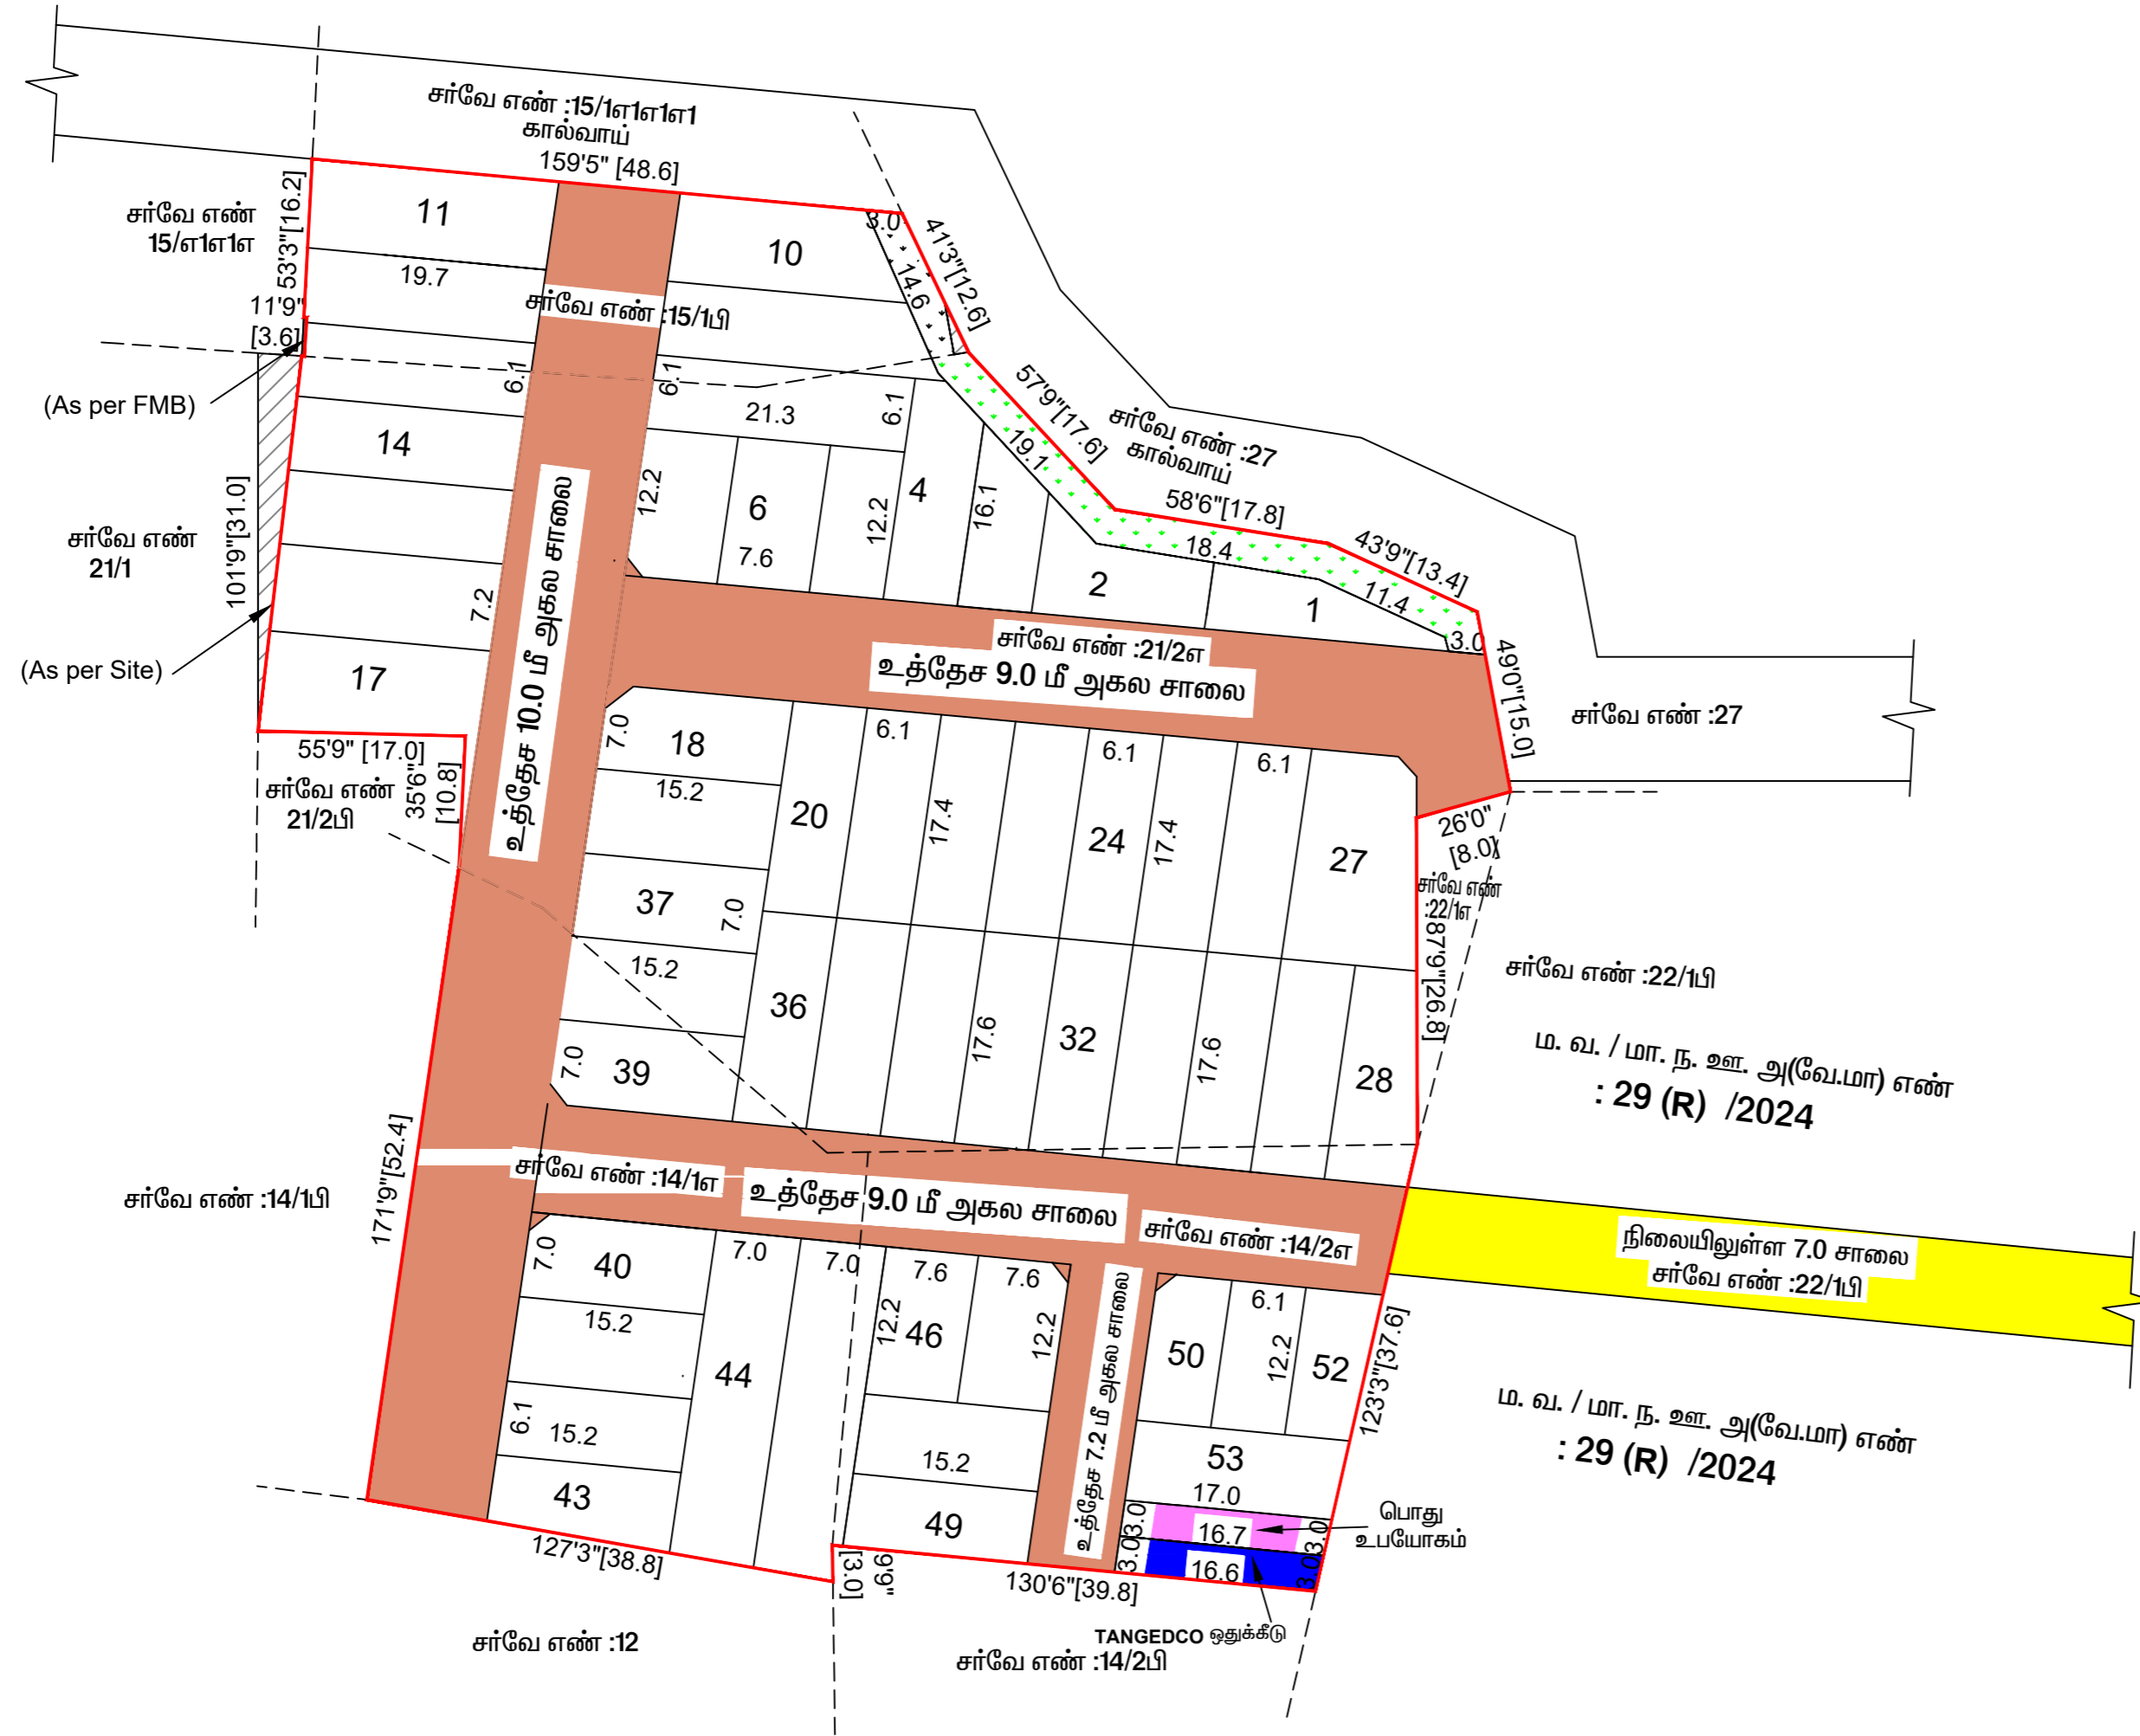 சர்வே எண் :15/1எ1எ1எ1
கால்வாய்
159'5" [48.6]
சர்வே எண்
15/எ1எ1எ
53'3"[16.2]
11
10
3.0
41'3"[12.6]
14.6
19.7
சர்வே எண் :15/1பி
11'9"
[3.6]
(As per FMB)
6.1
6.1
21.3
6.1
57'9"[17.6]
சர்வே எண் :27
கால்வாய்
14
12.2
6
7.6
12.2
4
16.1
19.1
58'6"[17.8]
18.4
43'9"[13.4]
11.4
3.0
2
1
101'9"[31.0]
சர்வே எண்
21/1
7.2
(As per Site)
17
உத்தேச 10.0 மீ அகல சாலை
சர்வே எண் :21/2எ
உத்தேச 9.0 மீ அகல சாலை
49'0"[15.0]
சர்வே எண் :27
55'9" [17.0]
35'6"
[10.8]
சர்வே எண்
21/2பி
7.0
18
15.2
20
6.1
17.4
6.1
24
17.4
6.1
27
26'0"
[8.0]
சர்வே எண்
:22/1எ
87'9"[26.8]
சர்வே எண் :22/1பி
37
7.0
15.2
36
17.6
32
17.6
28
7.0
39
ம. வ. / மா. ந. ஊ. அ(வே.மா) எண்
: 29 (R) /2024
171'9"[52.4]
சர்வே எண் :14/1பி
சர்வே எண் :14/1எ
உத்தேச 9.0 மீ அகல சாலை
சர்வே எண் :14/2எ
நிலையிலுள்ள 7.0 சாலை
சர்வே எண் :22/1பி
7.0
40
7.0
7.0
7.6
7.6
15.2
44
12.2
46
12.2
உத்தேச 7.2 மீ அகல சாலை
50
6.1
12.2
52
123'3"[37.6]
ம. வ. / மா. ந. ஊ. அ(வே.மா) எண்
: 29 (R) /2024
6.1
15.2
43
15.2
49
53
17.0
3.0
16.7
3.0
பொது
உபயோகம்
3.0
16.6
3.0
127'3"[38.8]
9'9"
[3.0]
130'6"[39.8]
TANGEDCO ஒதுக்கீடு
சர்வே எண் :12
சர்வே எண் :14/2பி